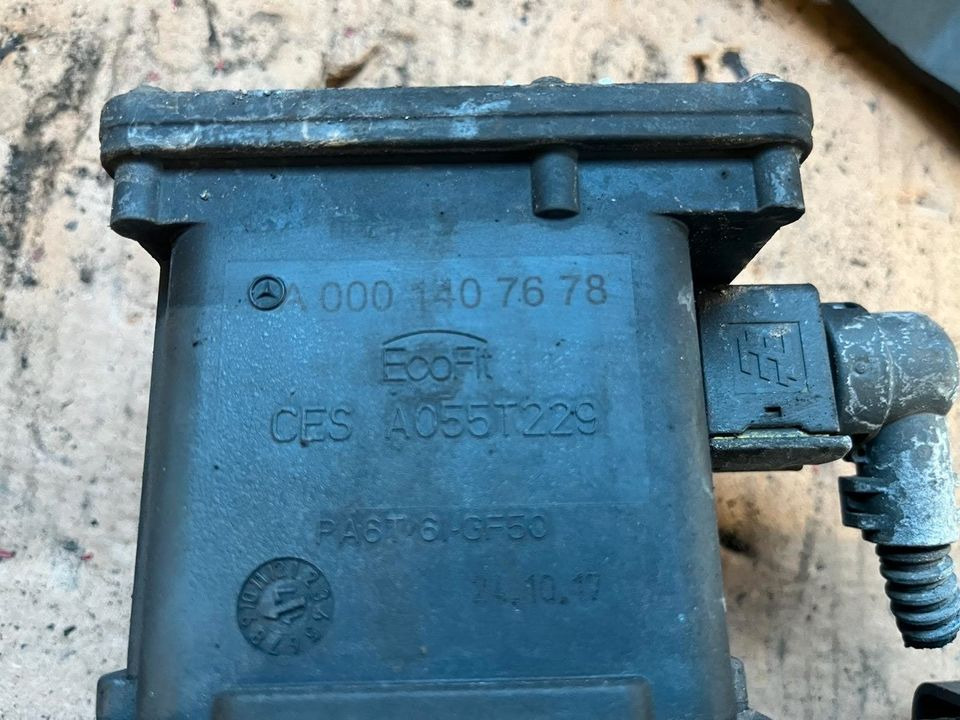 A 000 140 76 78
EcoFit
CES A055T229
PA6T/6I-GF50
24.10.17